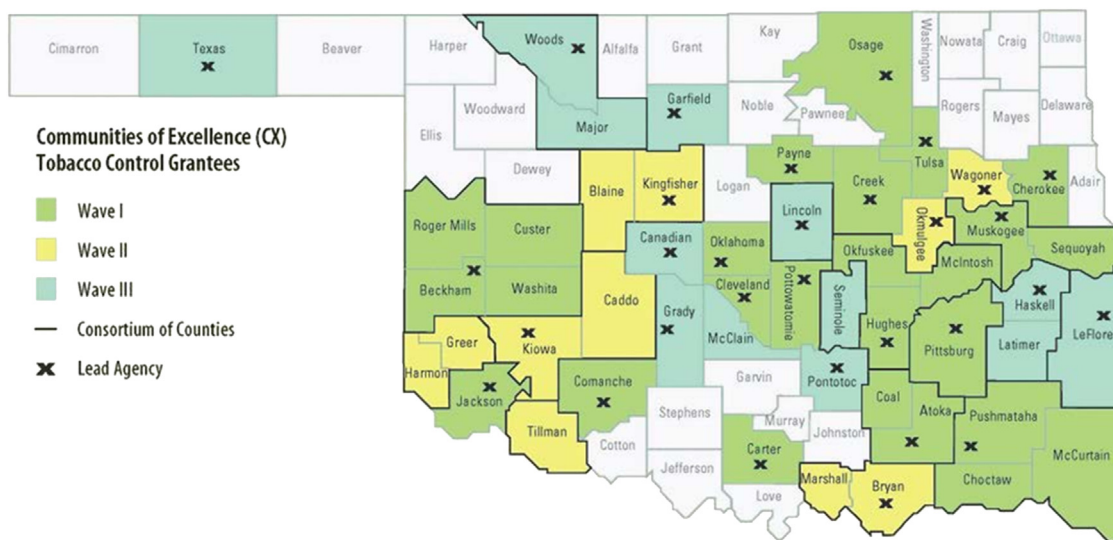 Cimarron
Texas
Beaver
Harper
Woods
Alfalfa
Grant
Kay
Osage
Washington
Nowata
Craig
Ottawa
Woodward
Major
Garfield
Noble
Pawnee
Rogers
Mayes
Delaware
Ellis
Communities of Excellence (CX)
Tobacco Control Grantees
Wave I
Wave II
Wave III
Consortium of Counties
Lead Agency
Dewey
Blaine
Kingfisher
Logan
Payne
Creek
Tulsa
Wagoner
Cherokee
Adair
Roger Mills
Custer
Canadian
Oklahoma
Lincoln
Okfuskee
Okmulgee
Muskogee
McIntosh
Sequoyah
Beckham
Washita
Caddo
Grady
Cleveland
Pottowatomie
Seminole
Hughes
Pittsburg
Haskell
LeFlore
Latimer
McClain
Greer
Kiowa
Harmon
Jackson
Comanche
Garvin
Pontotoc
Coal
Atoka
Pushmataha
McCurtain
Tillman
Cotton
Stephens
Murray
Johnston
Carter
Jefferson
Love
Marshall
Bryan
Choctaw